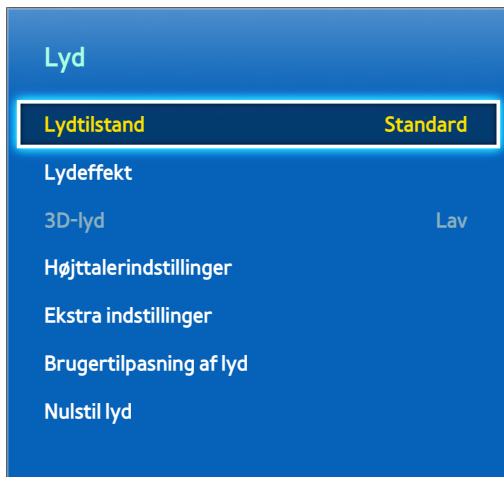 Lyd
Lydtilstand Standard
Lydeffekt
3D-lyd Lav
Højttalerindstillinger
Ekstra indstillinger
Brugertilpasning af lyd
Nulstil lyd